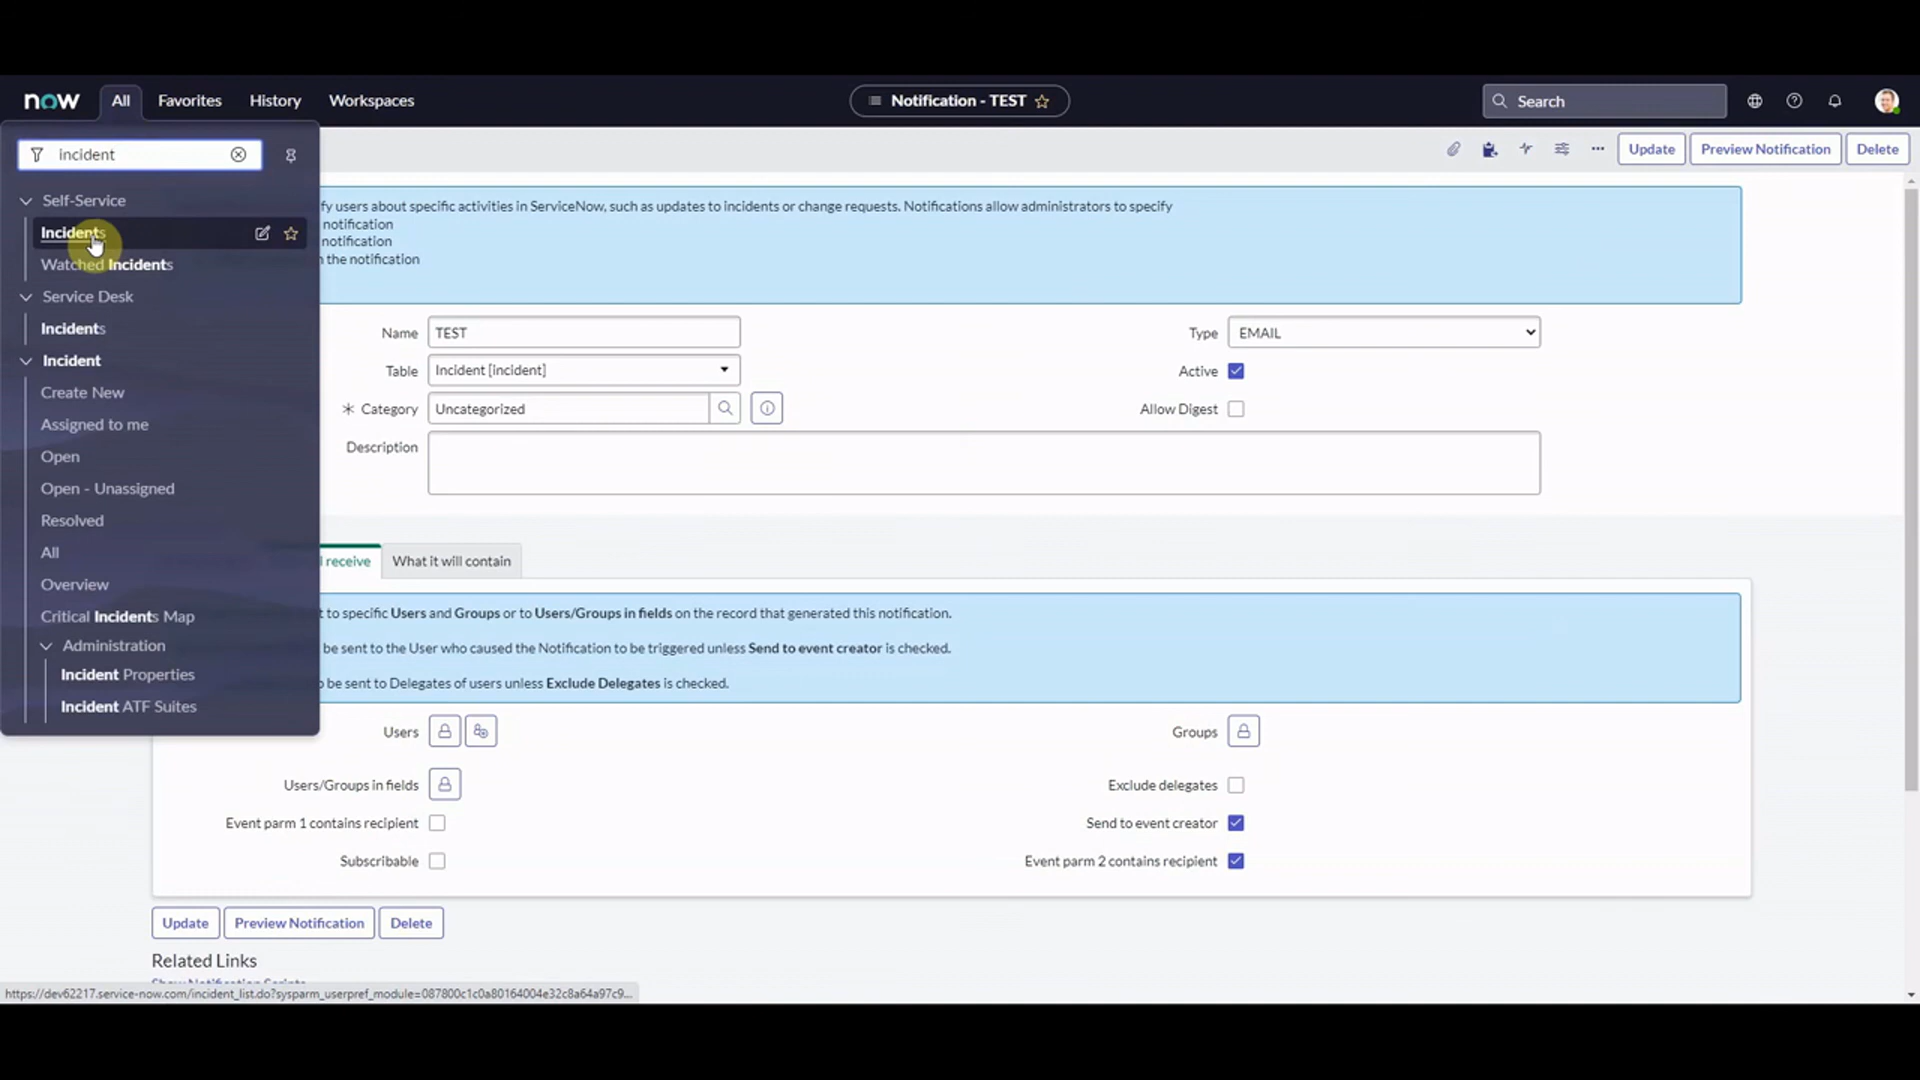 now All Favorites History Workspaces Notification - TEST Search
incident
Update Preview Notification Delete
Self-Service
Incidents
Watched Incidents
Service Desk
Incidents
Incident
Create New
Assigned to me
Open
Open - Unassigned
Resolved
All
Overview
Critical Incidents Map
Administration
Incident Properties
Incident ATF Suites
fy users about specific activities in ServiceNow, such as updates to incidents or change requests. Notifications allow administrators to specify
notification
notification
n the notification
Name TEST Type EMAIL
Table Incident [incident] Active
* Category Uncategorized Allow Digest
Description
l receive What it will contain
t to specific Users and Groups or to Users/Groups in fields on the record that generated this notification.
be sent to the User who caused the Notification to be triggered unless Send to event creator is checked.
o be sent to Delegates of users unless Exclude Delegates is checked.
Users Groups
Users/Groups in fields Exclude delegates
Event parm 1 contains recipient Send to event creator
Subscribable Event parm 2 contains recipient
Update Preview Notification Delete
Related Links
Show Notification Scripts
https://dev62217.service-now.com/incident_list.do?sysparm_userpref_module=087800c1c0a80164004e32c8a64a97c9...